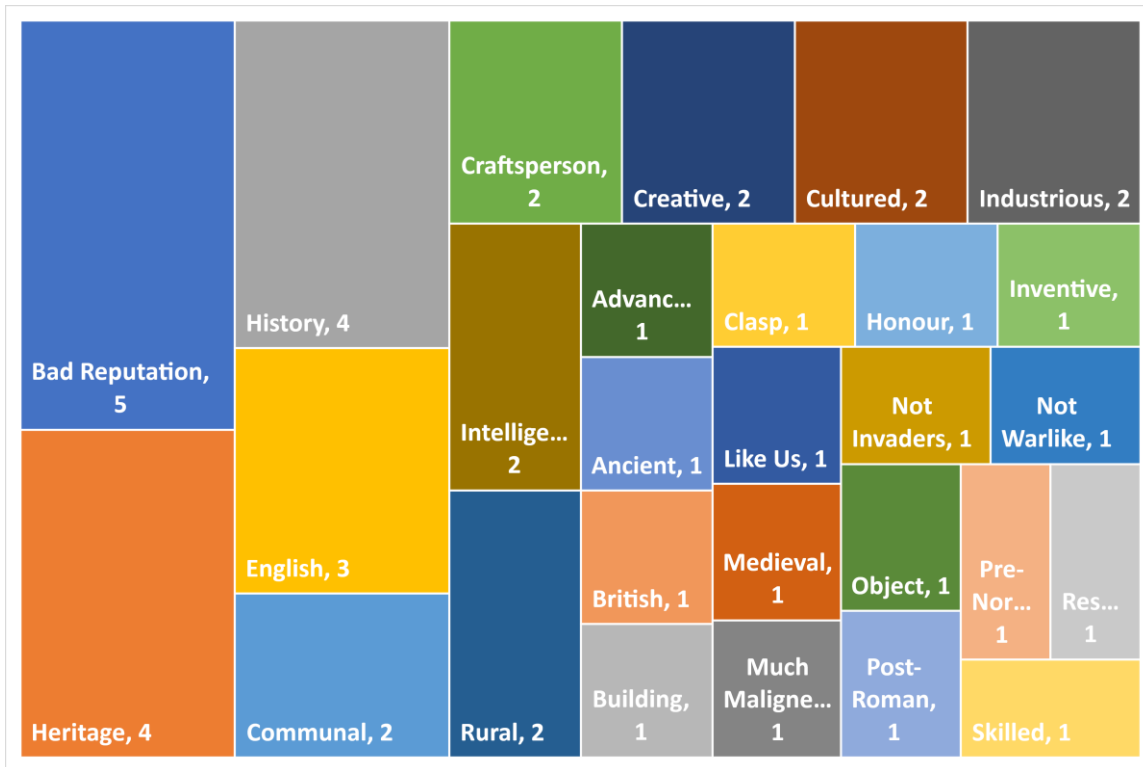 Bad Reputation,
5
Heritage, 4
History, 4
English, 3
Communal, 2
Craftsperson,
2
Creative, 2
Cultured, 2
Industrious, 2
Intellige...
2
Rural, 2
Advanc...
1
Ancient, 1
British, 1
Building,
1
Clasp, 1
Honour, 1
Inventive,
1
Like Us, 1
Medieval,
1
Much
Maligne...
1
Not
Invaders, 1
Not
Warlike, 1
Object, 1
Post-
Roman,
1
Pre-
Nor...
1
Res...
1
Skilled, 1